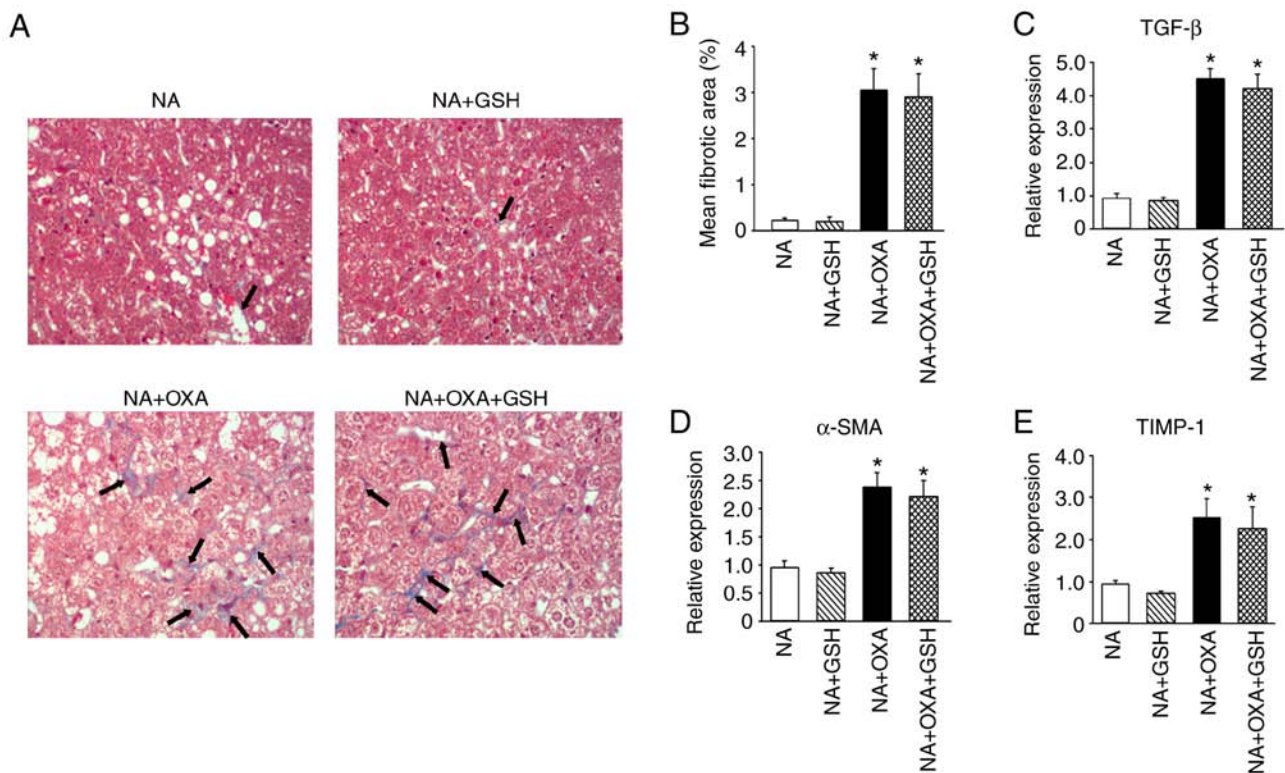 A
NA
NA+GSH
NA+OXA
NA+OXA+GSH
B
Mean fibrotic area (%)
4
3
2
1
0
*
*
NA
NA+GSH
NA+OXA
NA+OXA+GSH
C
TGF-β
Relative expression
5.0
4.0
3.0
2.0
1.0
0
*
*
NA
NA+GSH
NA+OXA
NA+OXA+GSH
D
α-SMA
Relative expression
3.0
2.5
2.0
1.5
1.0
0.5
0
*
*
NA
NA+GSH
NA+OXA
NA+OXA+GSH
E
TIMP-1
Relative expression
4.0
3.0
2.0
1.0
0
*
*
NA
NA+GSH
NA+OXA
NA+OXA+GSH